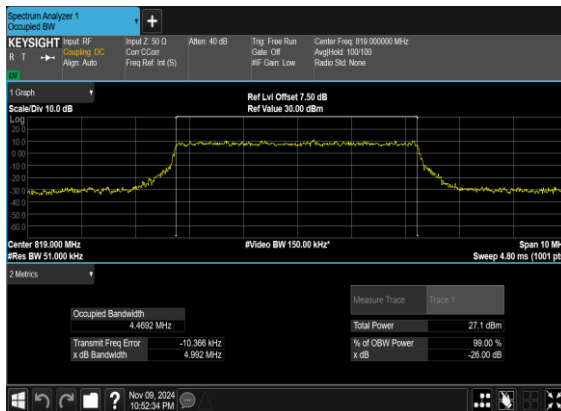 Spectrum Analyzer 1
Occupied BW
KEYSIGHT
R T
Input: RF
Coupling: DC
Align: Auto
Input Z: 50 Ω
Corr CCorr
Freq Ref: Int (S)
Atten: 40 dB
Trig: Free Run
Gate: Off
#IF Gain: Low
Center Freq: 819.000000 MHz
Avg|Hold: 100/100
Radio Std: None
1 Graph
Scale/Div 10.0 dB
Ref Lvl Offset 7.50 dB
Ref Value 30.00 dBm
Log
20.0
10.0
0.00
-10.0
-20.0
-30.0
-40.0
-50.0
-60.0
Center 819.000 MHz
#Video BW 150.00 kHz*
Span 10 MH
#Res BW 51.000 kHz
Sweep 4.80 ms (1001 pt
2 Metrics
Measure Trace
Trace 1
Occupied Bandwidth
4.4692 MHz
Total Power
27.1 dBm
Transmit Freq Error
-10.366 kHz
% of OBW Power
99.00 %
x dB Bandwidth
4.992 MHz
x dB
-26.00 dB
?
Nov 09, 2024
10:52:34 PM